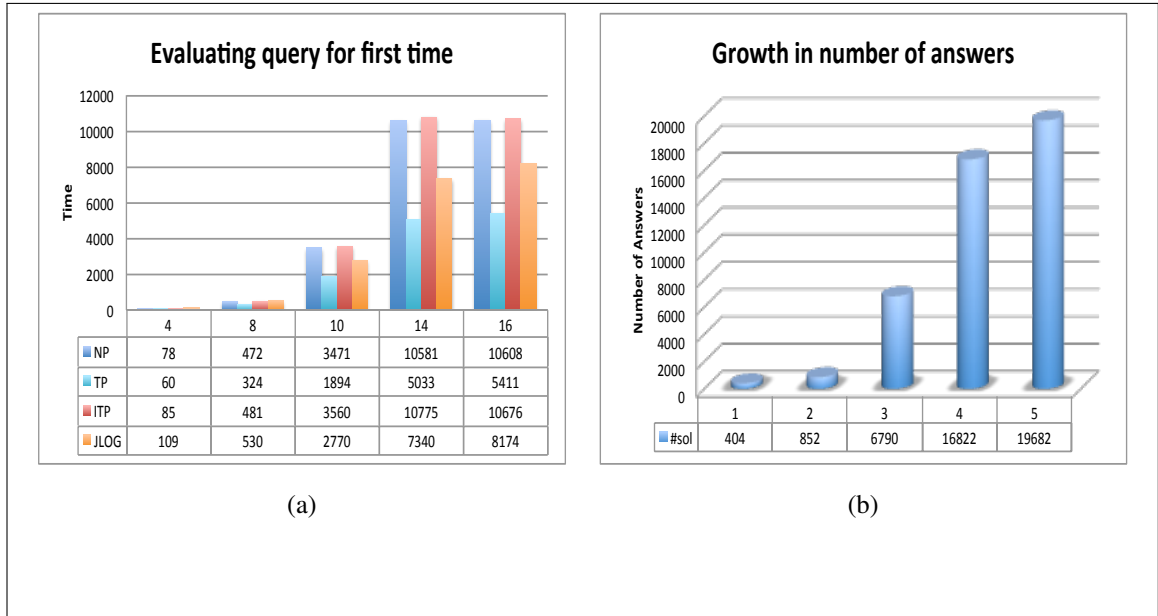 Evaluating query for first time
12000
10000
8000
6000
4000
2000
0
Time
4 8 10 14 16
NP 78 472 3471 10581 10608
TP 60 324 1894 5033 5411
ITP 85 481 3560 10775 10676
JLOG 109 530 2770 7340 8174
(a)
Growth in number of answers
20000
18000
16000
14000
12000
10000
8000
6000
4000
2000
0
Number of Answers
1 2 3 4 5
#sol 404 852 6790 16822 19682
(b)